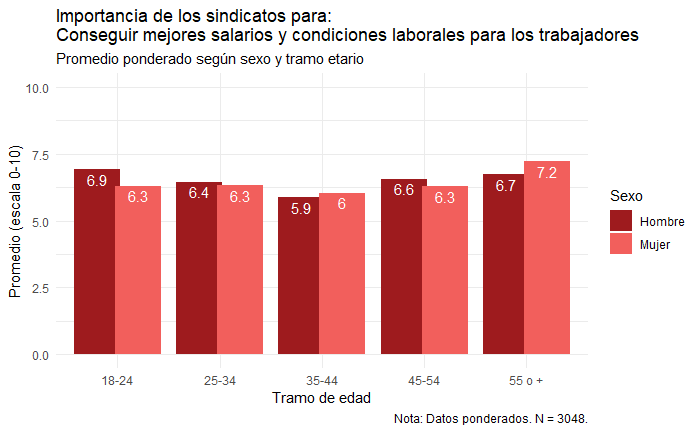 Importancia de los sindicatos para:
Conseguir mejores salarios y condiciones laborales para los trabajadores
Promedio ponderado según sexo y tramo etario
Promedio (escala 0-10)
10.0
7.5
5.0
2.5
0.0
6.9
6.3
6.4
6.3
5.9
6
6.6
6.3
6.7
7.2
18-24
25-34
35-44
45-54
55 o +
Tramo de edad
Sexo
Hombre
Mujer
Nota: Datos ponderados. N = 3048.